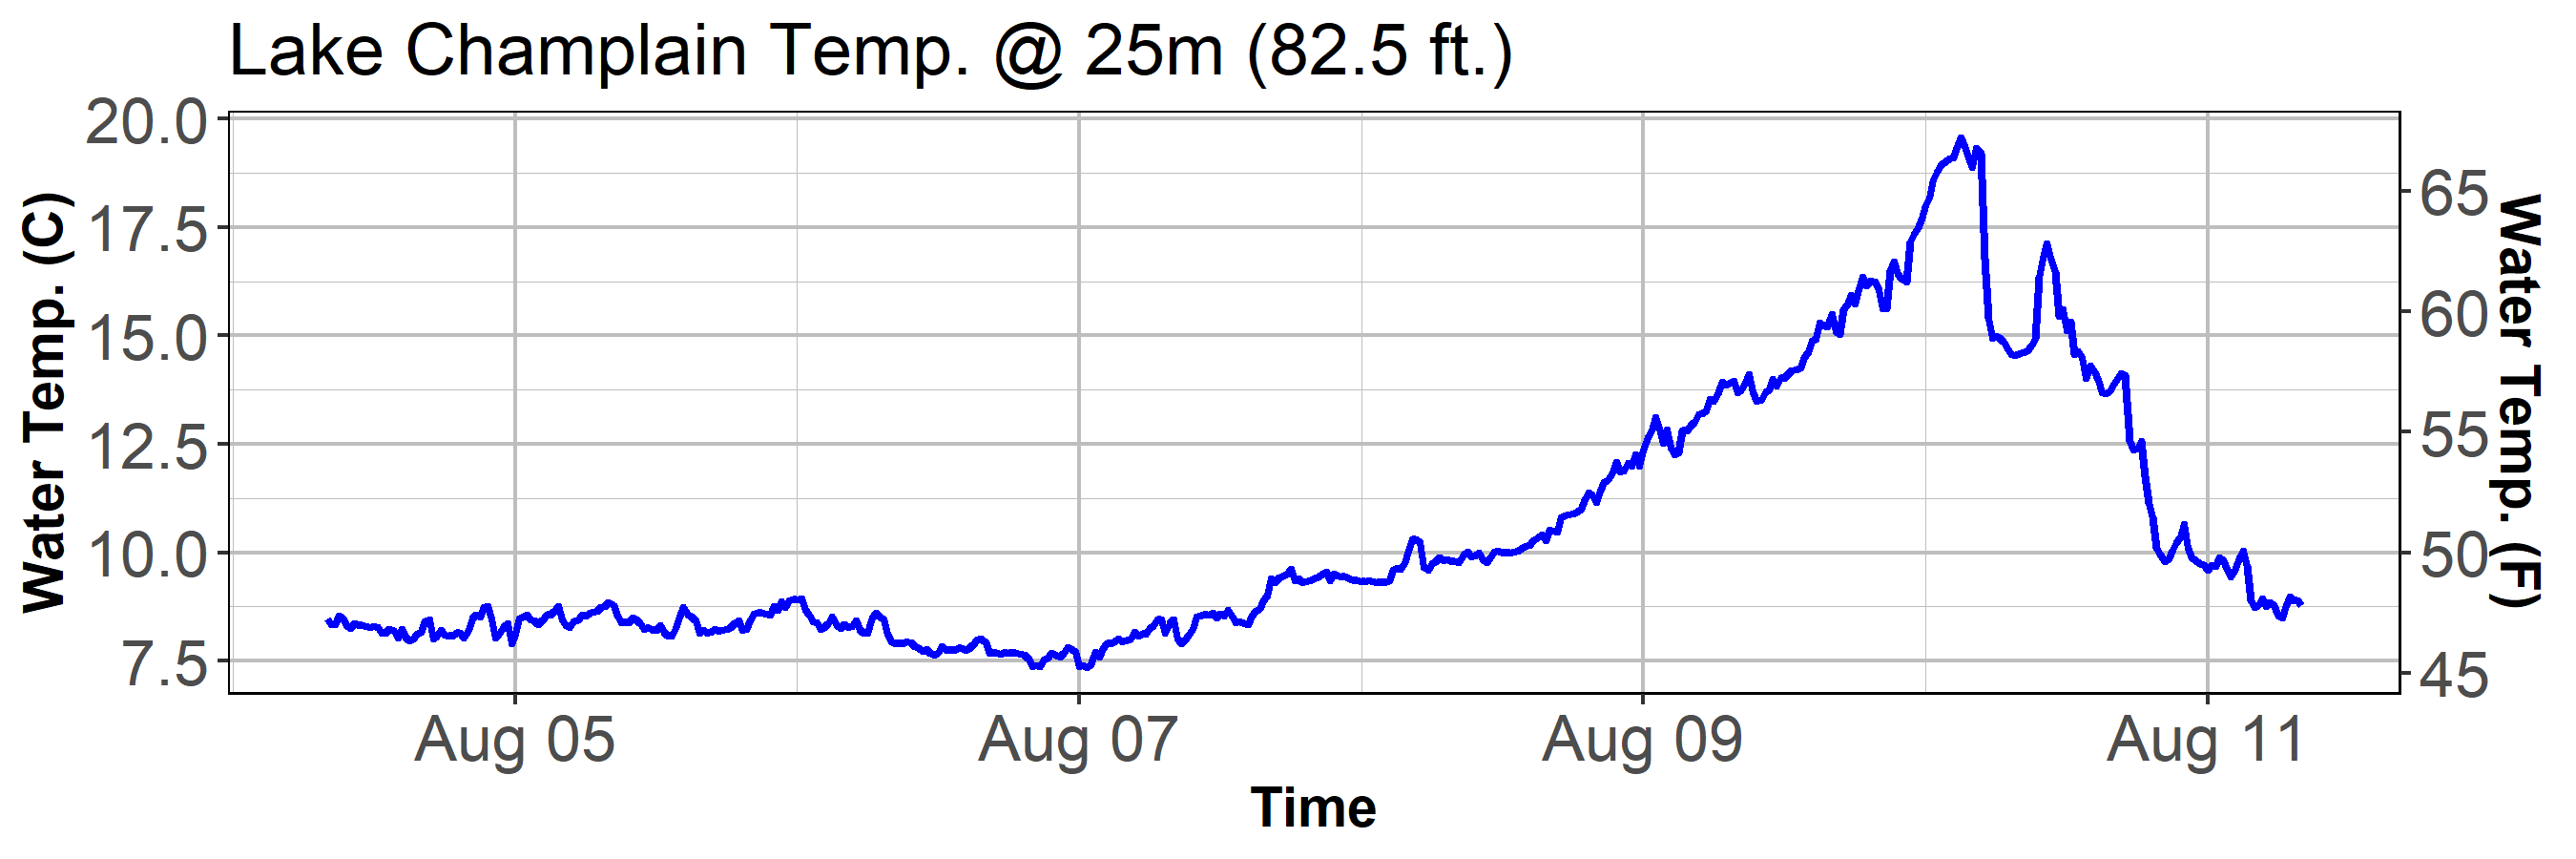 Lake Champlain Temp. @ 25m (82.5 ft.)
Water Temp. (C)
20.0
17.5
15.0
12.5
10.0
7.5
65
60
55
50
45
Water Temp. (F)
Aug 05 Aug 07 Aug 09 Aug 11
Time